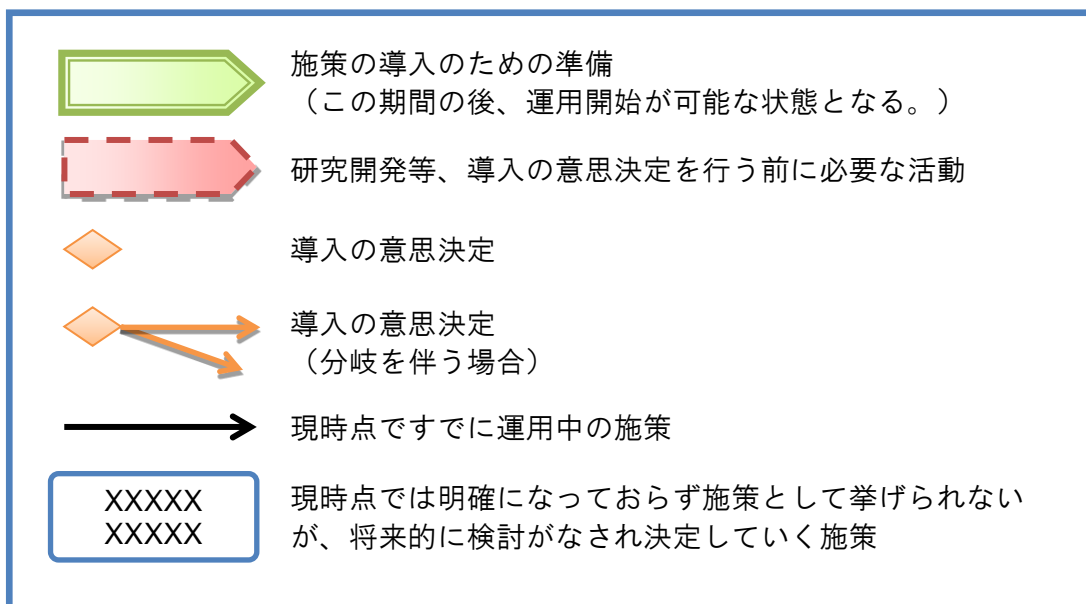 施策の導入のための準備
（この期間の後、運用開始が可能な状態となる。）
研究開発等、導入の意思決定を行う前に必要な活動
導入の意思決定
導入の意思決定
（分岐を伴う場合）
現時点ですでに運用中の施策
XXXXX
XXXXX
現時点では明確になっておらず施策として挙げられない
が、将来的に検討がなされ決定していく施策